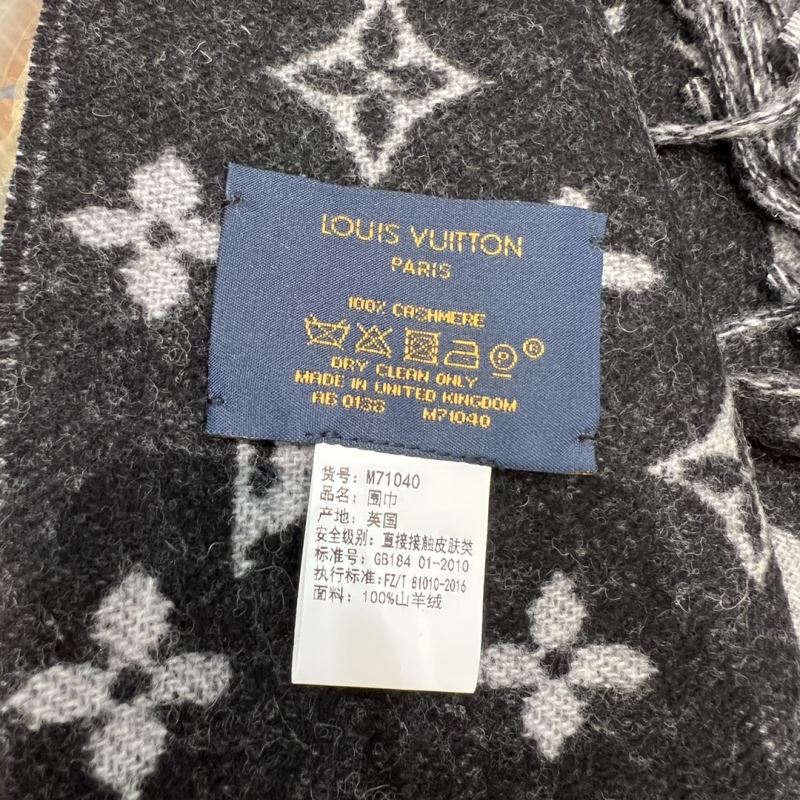 LOUIS VUITTON
PARIS
100% CASHMERE
P ®
DRY CLEAN ONLY
MADE IN UNITED KINGDOM
M71040
货号: M71040
品名: 围巾
产地: 英国
安全级别: 直接接触皮肤类
标准号: GB184 01-2010
执行标准:FZ/T 81010-2016
面料: 100%山羊绒